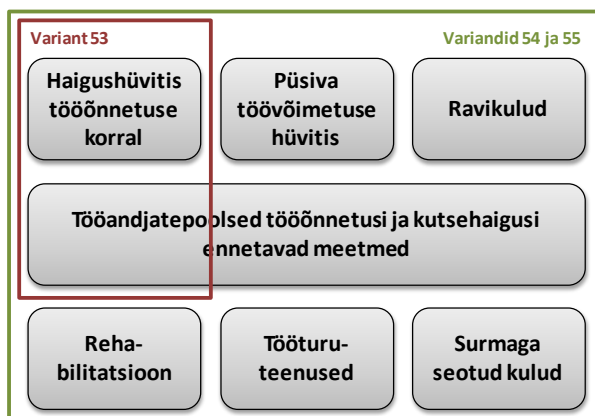 Variant 53
Variandid 54 ja 55
Haigushüvitis
tööõnnetuse
korral
Püsiva
töövõimetuse
hüvitis
Ravikulud
Tööandjatepoolsed tööõnnetusi ja kutsehaigusi
ennetavad meetmed
Reha-
bilitatsioon
Tööturu-
teenused
Surmaga
seotud kulud